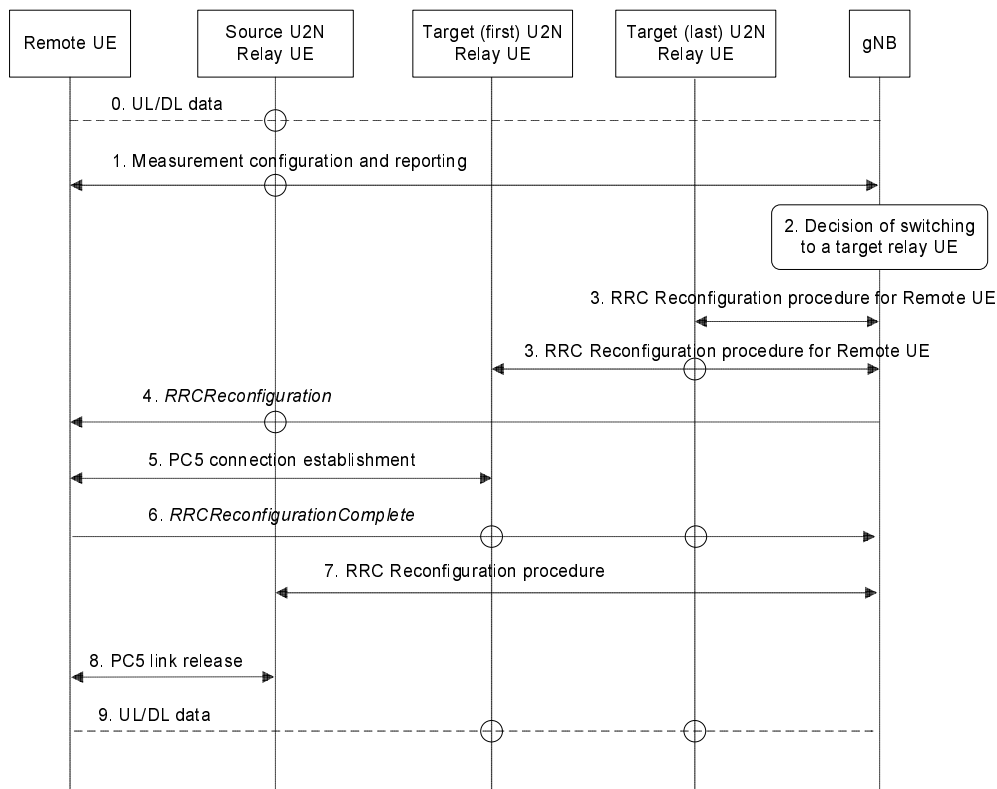 Remote UE
Source U2N
Relay UE
Target (first) U2N
Relay UE
Target (last) U2N
Relay UE
gNB
0. UL/DL data
1. Measurement configuration and reporting
2. Decision of switching
to a target relay UE
3. RRC Reconfiguration procedure for Remote UE
3. RRC Reconfiguration procedure for Remote UE
4. RRCReconfiguration
5. PC5 connection establishment
6. RRCReconfigurationComplete
7. RRC Reconfiguration procedure
8. PC5 link release
9. UL/DL data